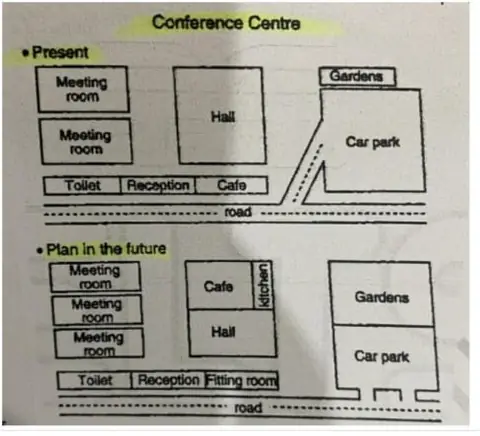 Conference Centre
• Present
Meeting
room
Meeting
room
Hall
Gardens
Car park
Toilet
Reception
Cafe
road
• Plan in the future
Meeting
room
Meeting
room
Meeting
room
Cafe
kitchen
Hall
Gardens
Car park
Toilet
Reception
Fitting room
road